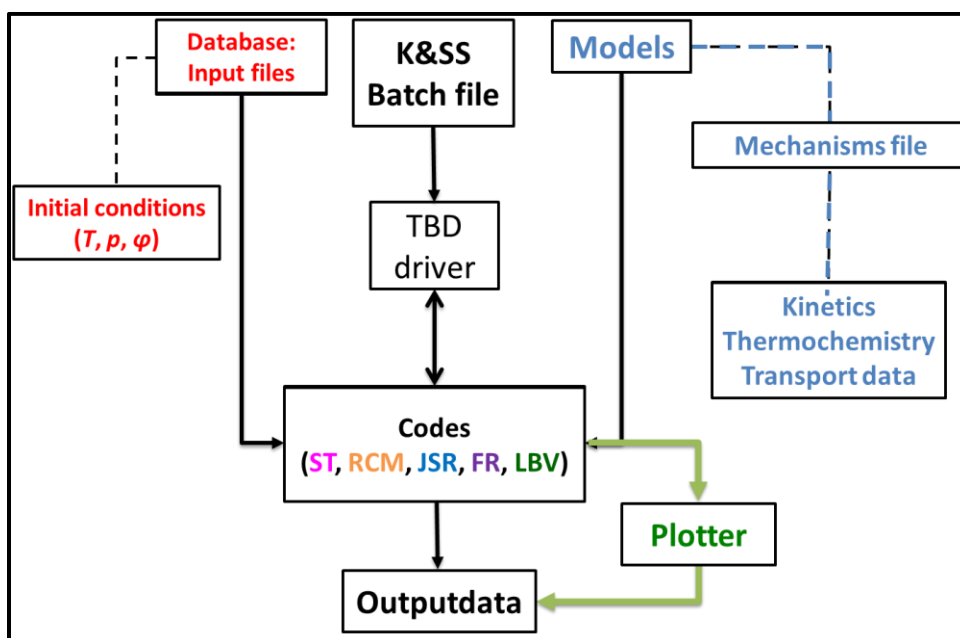 Database:
Input files
K&SS
Batch file
Models
Mechanisms file
Initial conditions
(T, p, φ)
TBD
driver
Kinetics
Thermochemistry
Transport data
Codes
(ST, RCM, JSR, FR, LBV)
Plotter
Outputdata